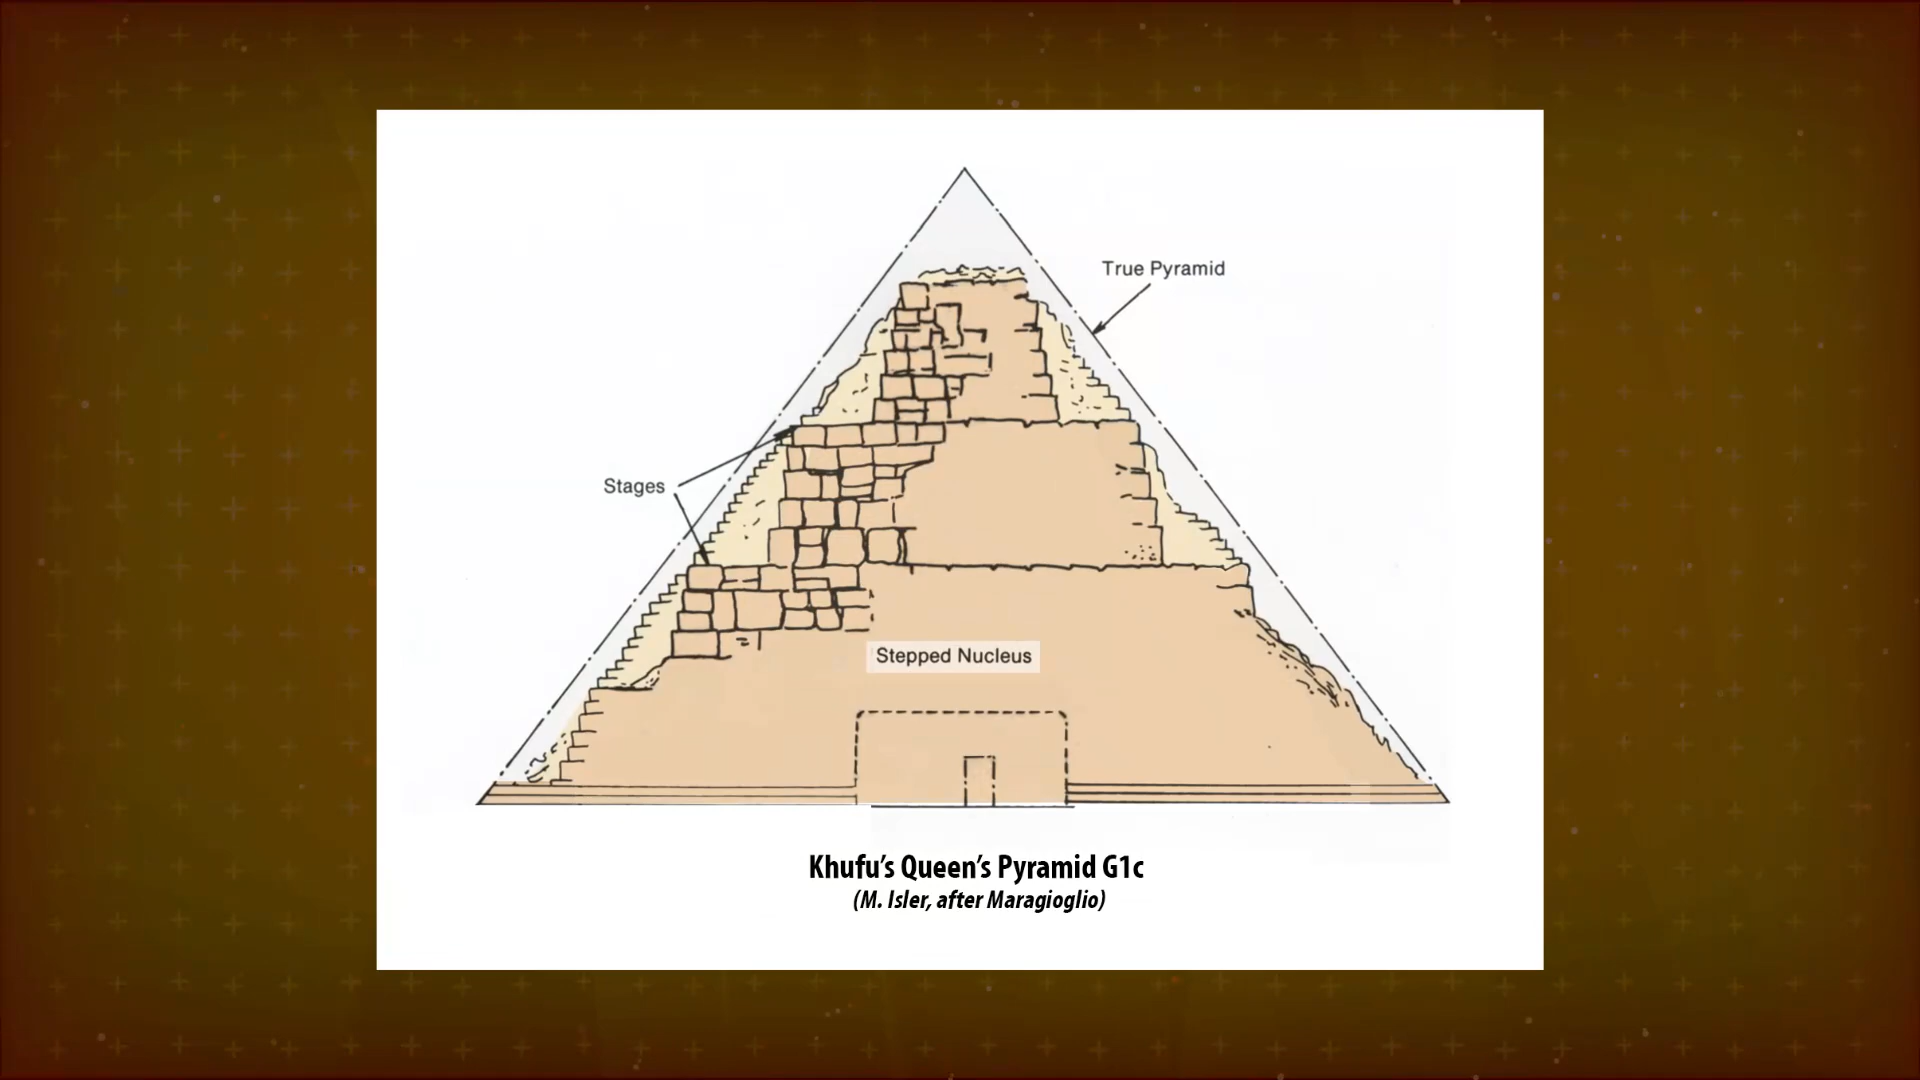 True Pyramid
Stages
Stepped Nucleus
Khufu’s Queen’s Pyramid G1c
(M. Isler, after Maragioglio)